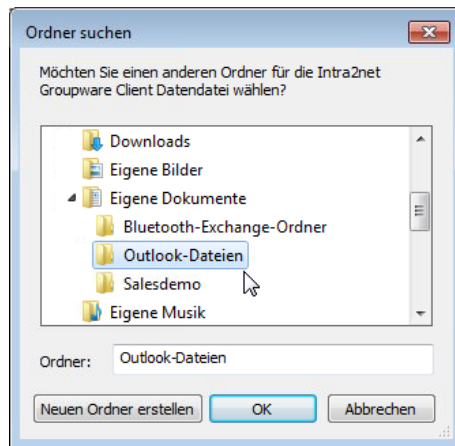 Ordner suchen
Möchten Sie einen anderen Ordner für die Intra2net
Groupware Client Datendatei wählen?
Downloads
Eigene Bilder
Eigene Dokumente
Bluetooth-Exchange-Ordner
Outlook-Dateien
Salesdemo
Eigene Musik
Ordner: Outlook-Dateien
Neuen Ordner erstellen OK Abbrechen